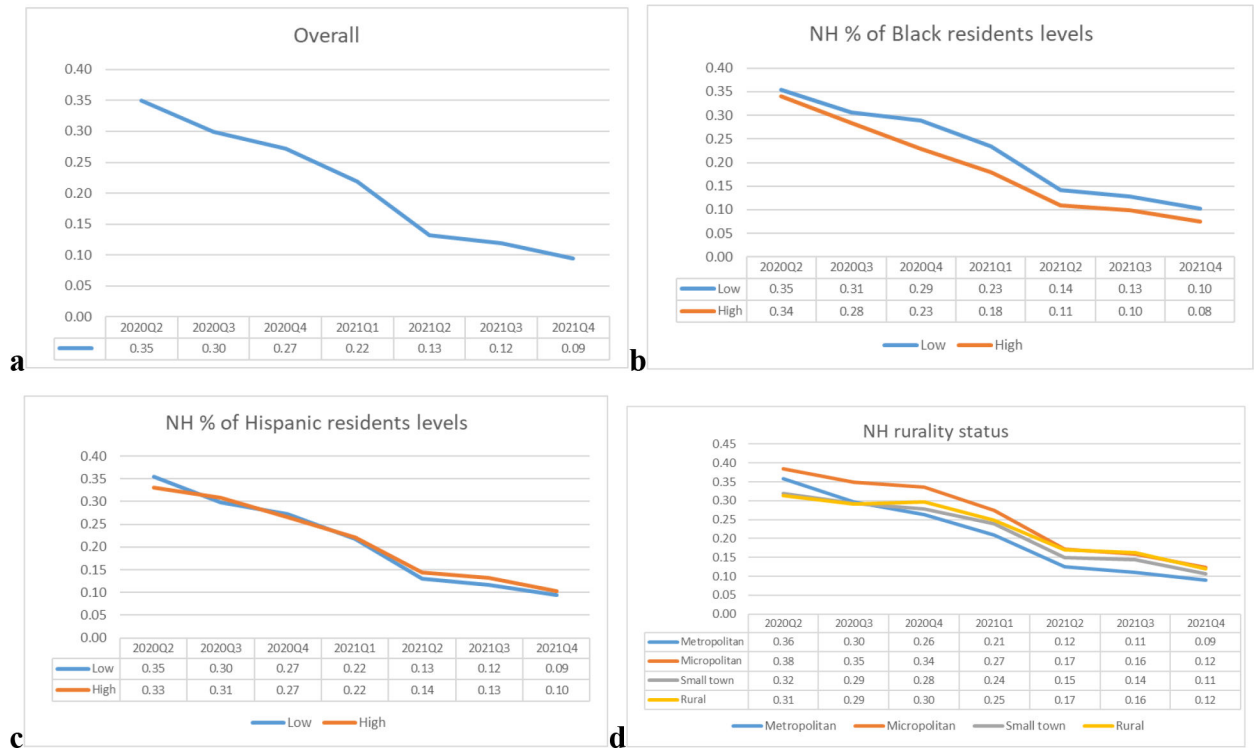 Overall
0.40
0.35
0.30
0.25
0.20
0.15
0.10
0.05
0.00
2020Q2 2020Q3 2020Q4 2021Q1 2021Q2 2021Q3 2021Q4
0.35 0.30 0.27 0.22 0.13 0.12 0.09
a
NH % of Black residents levels
0.40
0.35
0.30
0.25
0.20
0.15
0.10
0.05
0.00
2020Q2 2020Q3 2020Q4 2021Q1 2021Q2 2021Q3 2021Q4
Low 0.35 0.31 0.29 0.23 0.14 0.13 0.10
High 0.34 0.28 0.23 0.18 0.11 0.10 0.08
Low High
b
NH % of Hispanic residents levels
0.40
0.35
0.30
0.25
0.20
0.15
0.10
0.05
0.00
2020Q2 2020Q3 2020Q4 2021Q1 2021Q2 2021Q3 2021Q4
Low 0.35 0.30 0.27 0.22 0.13 0.12 0.09
High 0.33 0.31 0.27 0.22 0.14 0.13 0.10
Low High
c
NH rurality status
0.45
0.40
0.35
0.30
0.25
0.20
0.15
0.10
0.05
0.00
2020Q2 2020Q3 2020Q4 2021Q1 2021Q2 2021Q3 2021Q4
Metropolitan 0.36 0.30 0.26 0.21 0.12 0.11 0.09
Micropolitan 0.38 0.35 0.34 0.27 0.17 0.16 0.12
Small town 0.32 0.29 0.28 0.24 0.15 0.14 0.11
Rural 0.31 0.29 0.30 0.25 0.17 0.16 0.12
Metropolitan Micropolitan Small town Rural
d